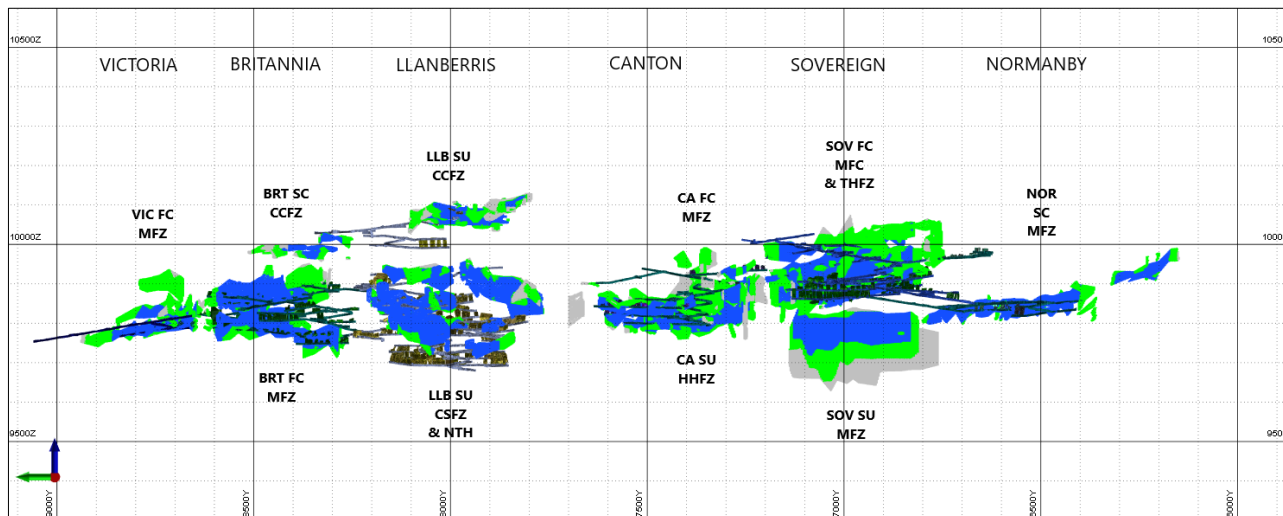 10500Z
1050
VICTORIA
BRITANNIA
LLANBERRIS
CANTON
SOVEREIGN
NORMANBY
LLB SU
CCFZ
SOV FC
MFC
& THFZ
BRT SC
CCFZ
CA FC
MFZ
NOR
SC
MFZ
VIC FC
MFZ
10000Z
1000
BRT FC
MFZ
CA SU
HHFZ
LLB SU
CSFZ
& NTH
SOV SU
MFZ
9500Z
950